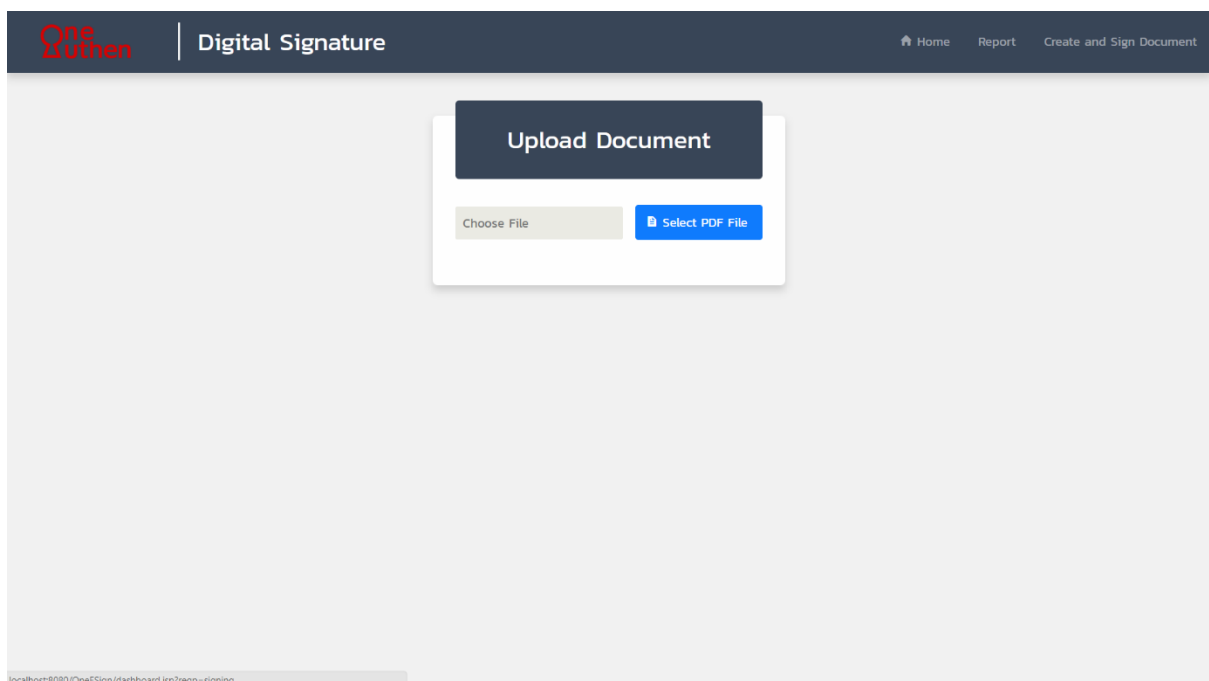 One
Authen
Digital Signature
Home
Report
Create and Sign Document
Upload Document
Choose File
Select PDF File